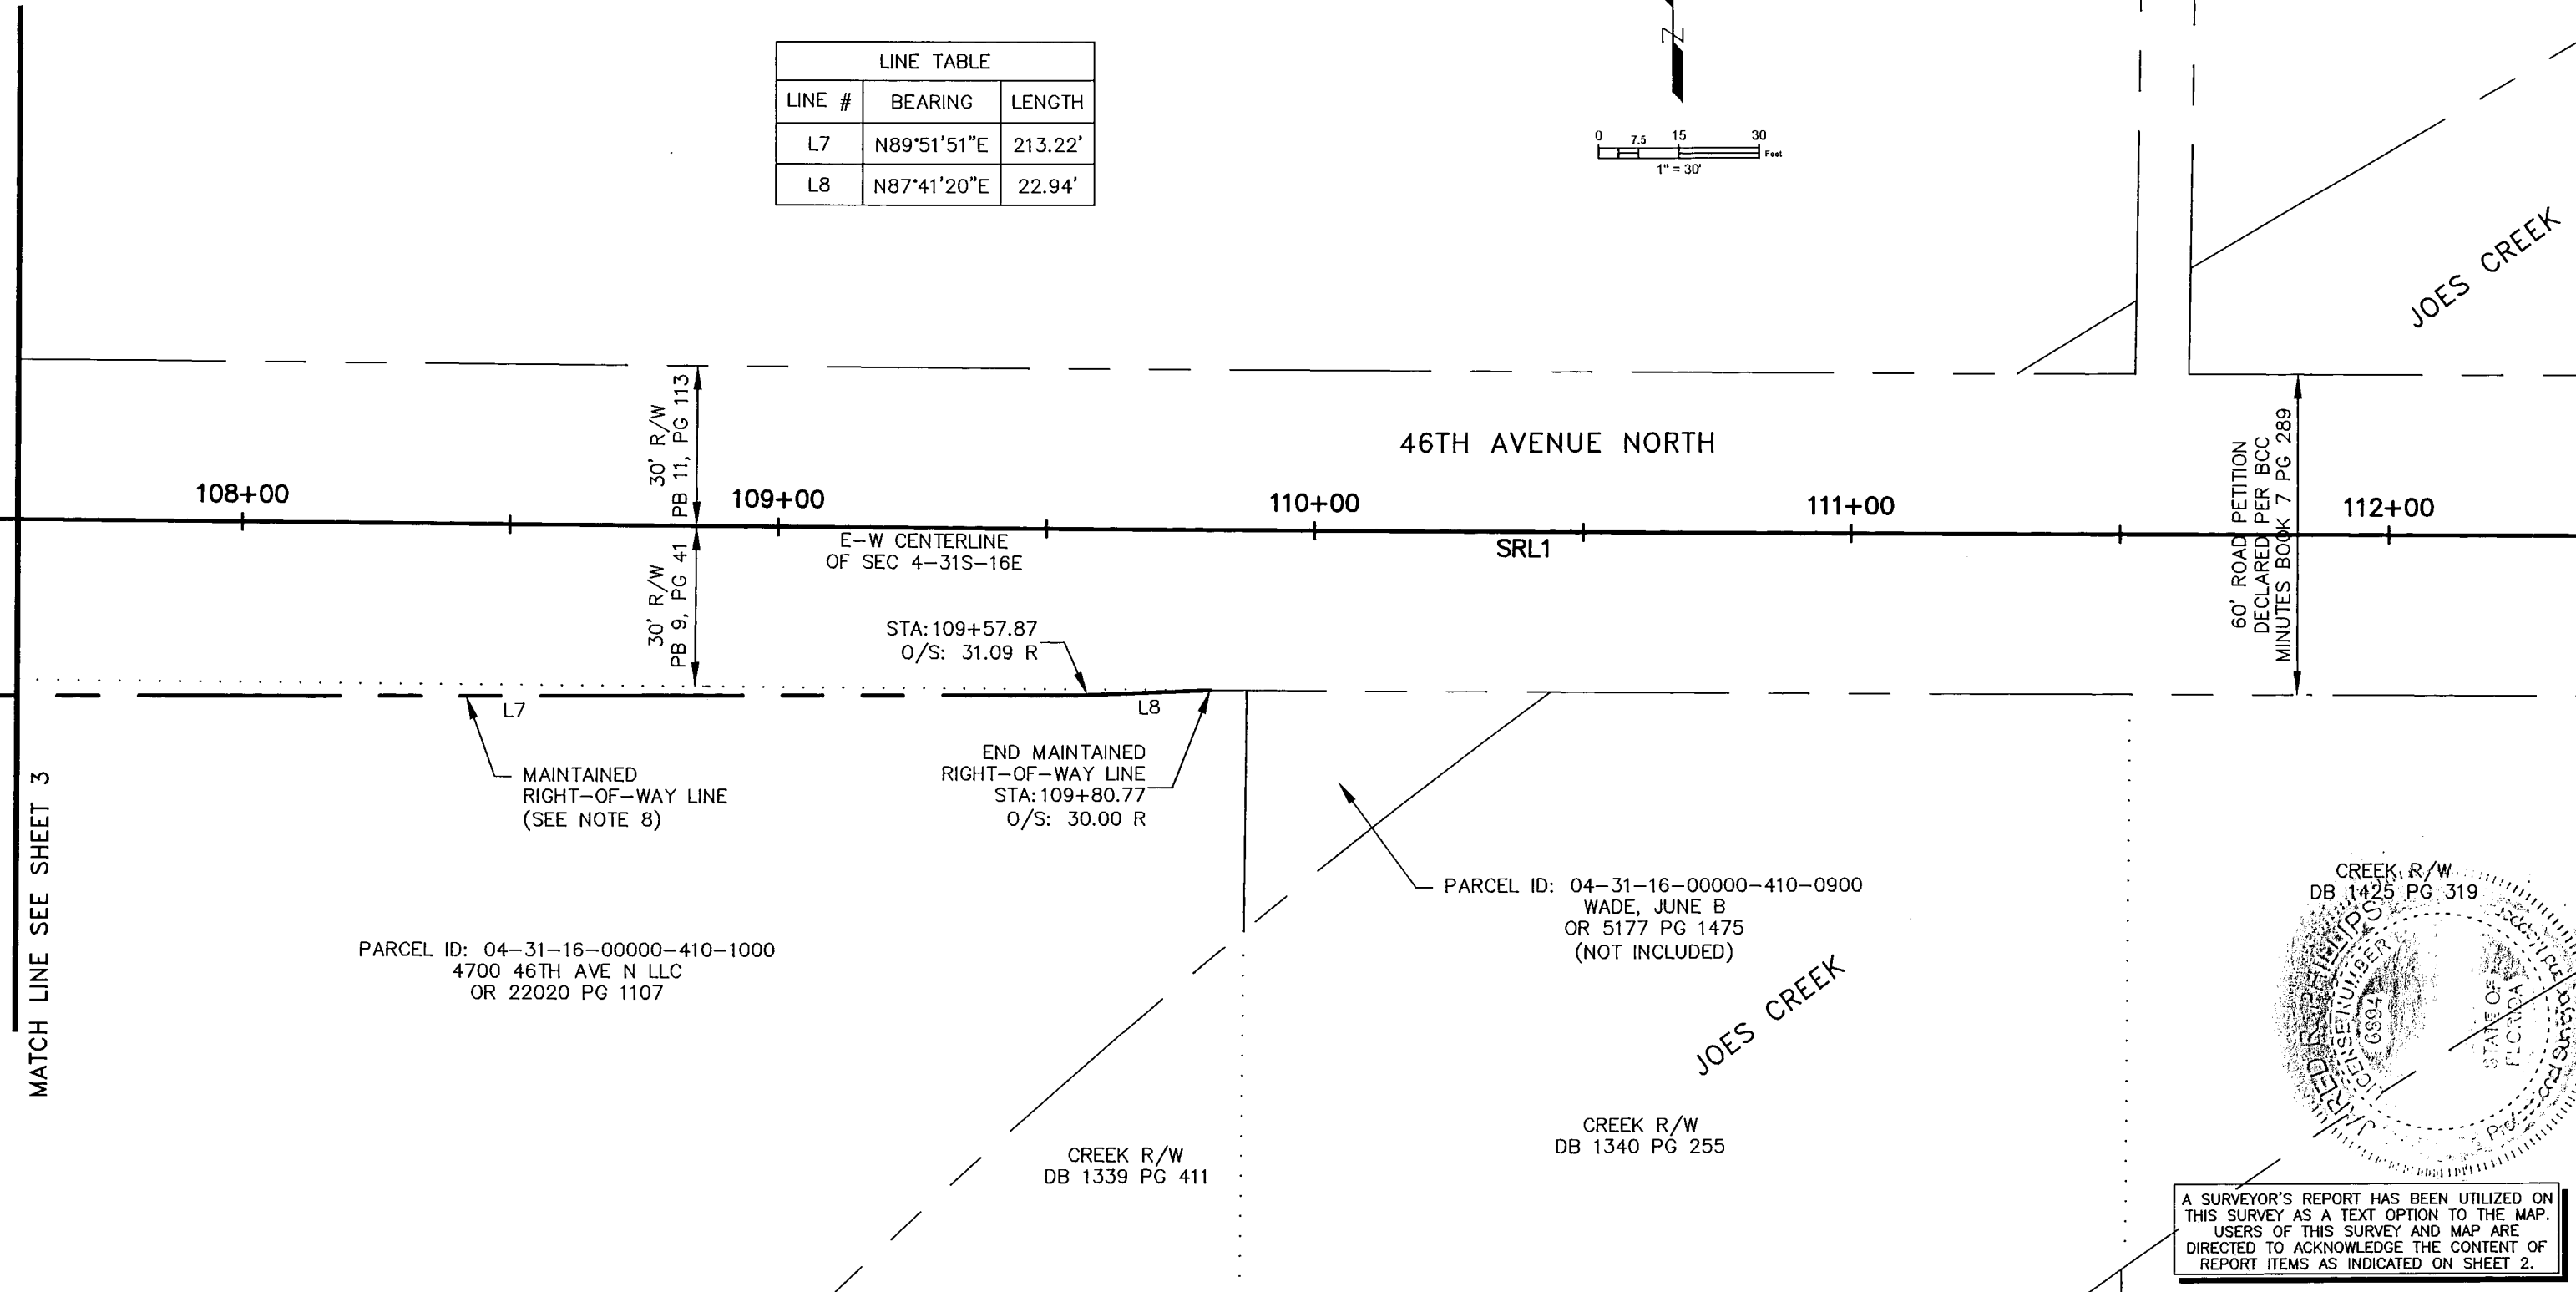 LINE TABLE
LINE # BEARING LENGTH
L7 N89°51'51"E 213.22'
L8 N87°41'20"E 22.94'
N
0 7.5 15 30
Feet
1" = 30'
JOES CREEK
30' R/W
PB 11, PG 113
46TH AVENUE NORTH
60' ROAD PETITION
DECLARED PER BCC
MINUTES BOOK 7 PG 289
108+00
109+00
110+00
111+00
112+00
E-W CENTERLINE
OF SEC 4-31S-16E
SRL1
30' R/W
PB 9, PG 41
STA:109+57.87
O/S: 31.09 R
L7
L8
MAINTAINED
RIGHT-OF-WAY LINE
(SEE NOTE 8)
END MAINTAINED
RIGHT-OF-WAY LINE
STA:109+80.77
O/S: 30.00 R
MATCH LINE SEE SHEET 3
PARCEL ID: 04-31-16-00000-410-1000
4700 46TH AVE N LLC
OR 22020 PG 1107
PARCEL ID: 04-31-16-00000-410-0900
WADE, JUNE B
OR 5177 PG 1475
(NOT INCLUDED)
JOES CREEK
CREEK R/W
DB 1339 PG 411
CREEK R/W
DB 1340 PG 255
CREEK R/W
DB 1425 PG 319
JARED R. PHILLIPS
LICENSE NUMBER
6994
STATE OF
FLORIDA
A SURVEYOR'S REPORT HAS BEEN UTILIZED ON
THIS SURVEY AS A TEXT OPTION TO THE MAP.
USERS OF THIS SURVEY AND MAP ARE
DIRECTED TO ACKNOWLEDGE THE CONTENT OF
REPORT ITEMS AS INDICATED ON SHEET 2.